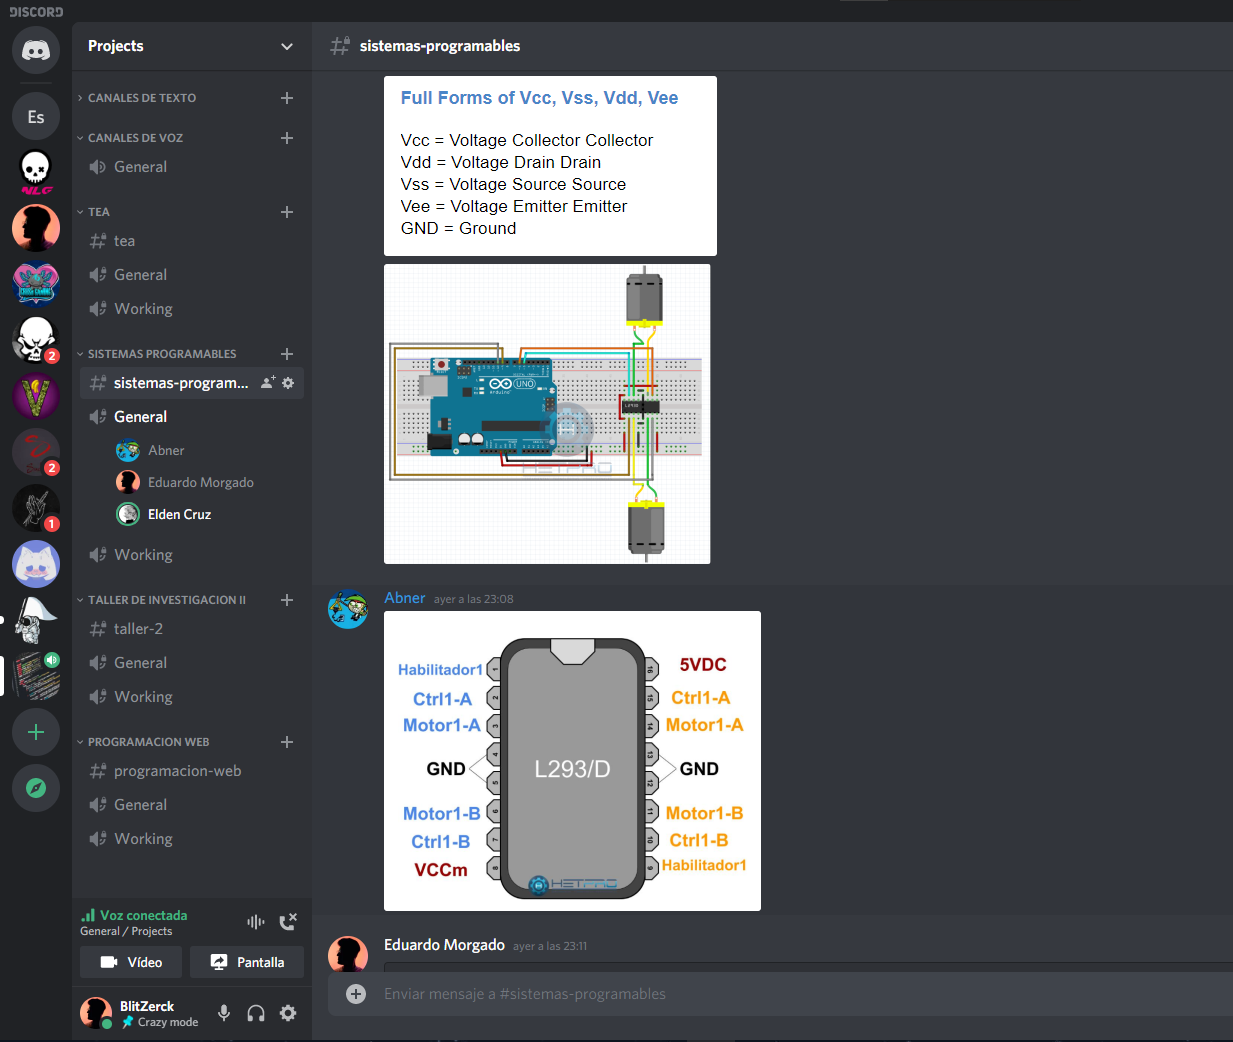 DISCORD
Es
NLG
2
2
1
Projects
CANALES DE TEXTO
CANALES DE VOZ
General
TEA
tea
General
Working
SISTEMAS PROGRAMABLES
sistemas-program...
General
Abner
Eduardo Morgado
Elden Cruz
Working
TALLER DE INVESTIGACION II
taller-2
General
Working
PROGRAMACION WEB
programacion-web
General
Working
Voz conectada
General / Projects
Vídeo
Pantalla
BlitZerck
Crazy mode
sistemas-programables
Full Forms of Vcc, Vss, Vdd, Vee
Vcc = Voltage Collector Collector
Vdd = Voltage Drain Drain
Vss = Voltage Source Source
Vee = Voltage Emitter Emitter
GND = Ground
UNO
Abner ayer a las 23:08
Habilitador1 1 16 5VDC
Ctrl1-A 2 15 Ctrl1-A
Motor1-A 3 14 Motor1-A
4 13
GND L293/D GND
5 12
Motor1-B 6 11 Motor1-B
Ctrl1-B 7 10 Ctrl1-B
VCCm 8 9 Habilitador1
Eduardo Morgado ayer a las 23:11
Enviar mensaje a #sistemas-programables